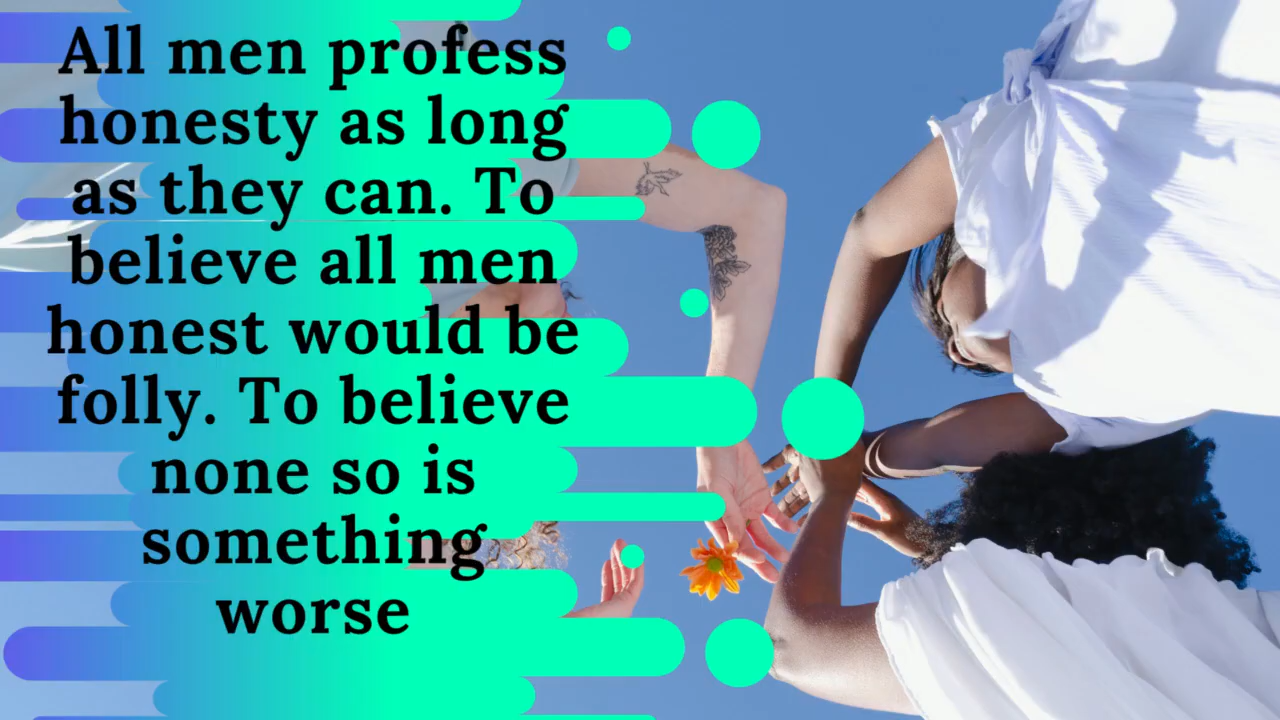 All men profess
honesty as long
as they can. To
believe all men
honest would be
folly. To believe
none so is
something
worse